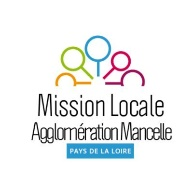 Mission Locale
Agglomération Mancelle
PAYS DE LA LOIRE